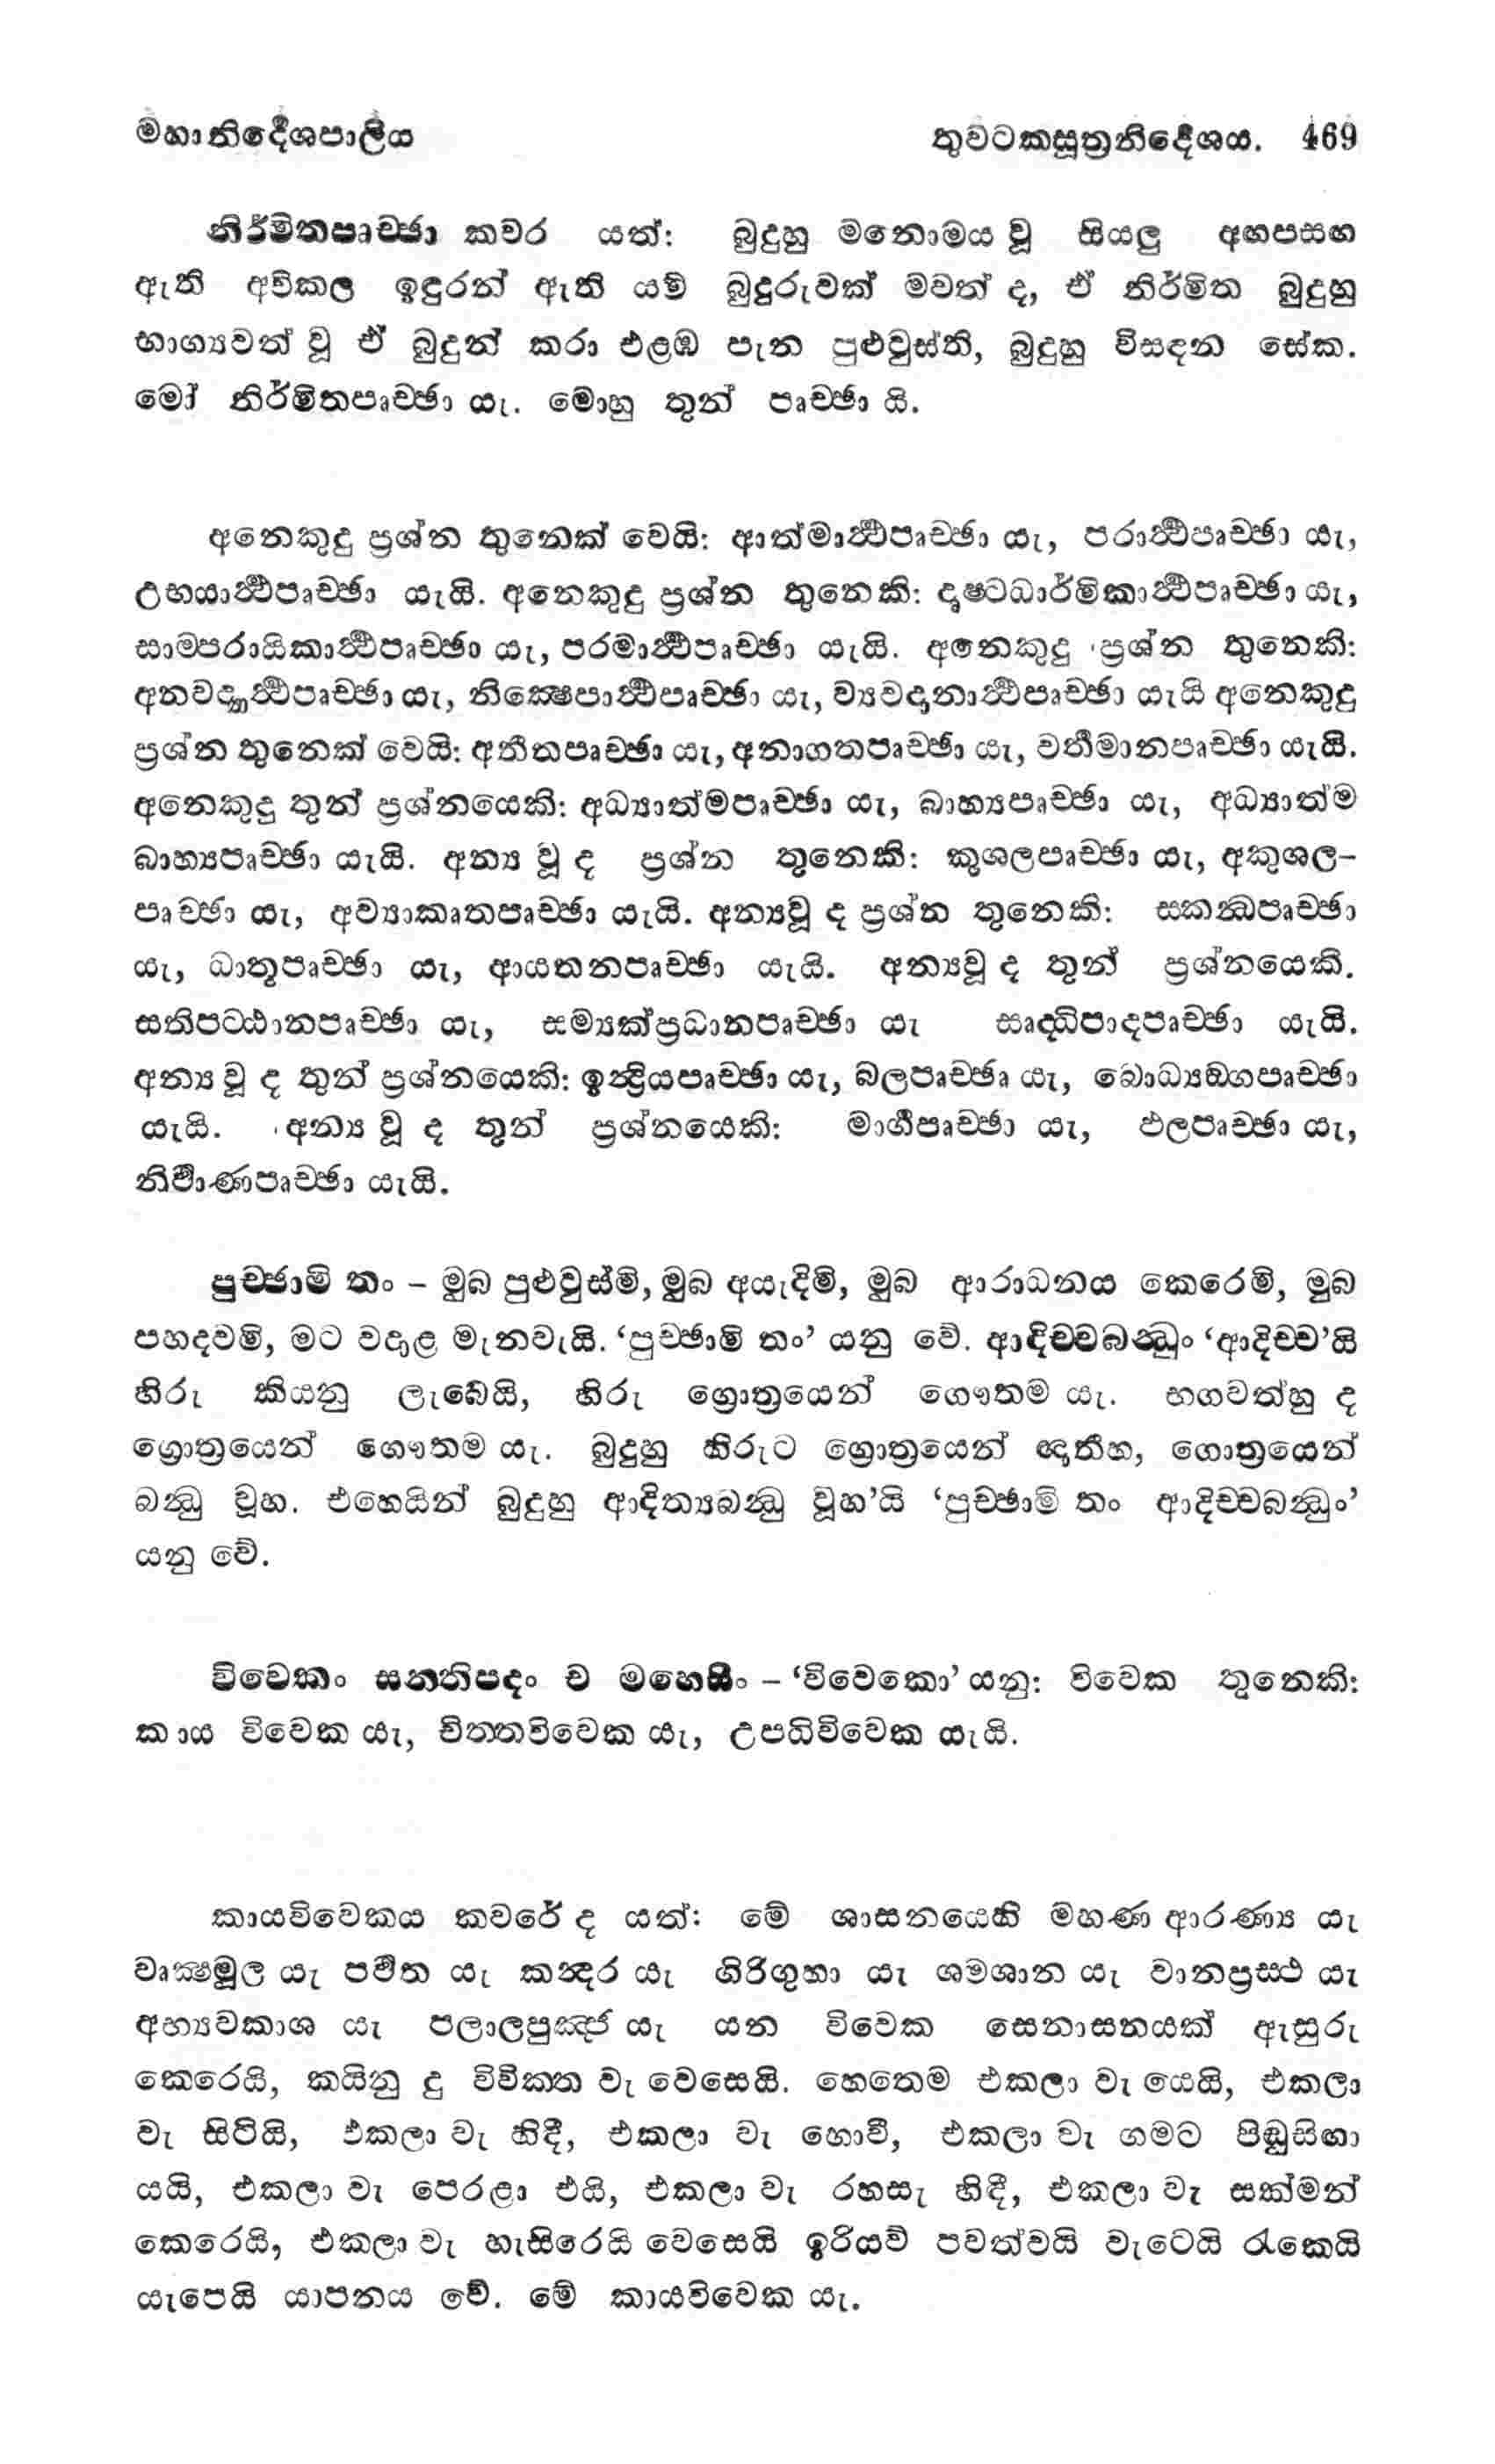 මහානිර්දේශපාලිය තුවටකසූත්‍රනිර්දේශය. 469
නිර්මිතපෘච්ඡා කවර යත්: බුදුහු මනොමය වූ සියලු අඟපසඟ
ඇති අවිකල ඉඳුරන් ඇති යම් බුදුරුවක් මවත් ද, ඒ නිර්මිත බුදුහු
භාග්‍යවත් වූ ඒ බුදුන් කරා එළඹ පැන පුළුවුස්ති, බුදුහු විසඳන සේක.
මෝ නිර්මිතපෘච්ඡා යැ. මොහු තුන් පෘච්ඡා යි.
අනෙකුදු ප්‍රශ්න තුනෙක් වෙයි: ආත්මාර්ත්‍ථපෘච්ඡා යැ, පරාර්ත්‍ථපෘච්ඡා යැ,
උභයාර්ත්‍ථපෘච්ඡා යැයි. අනෙකුදු ප්‍රශ්න තුනෙකි: දෘෂ්ටධාර්මිකාර්ත්‍ථපෘච්ඡා යැ,
සාම්පරායිකාර්ත්‍ථපෘච්ඡා යැ, පරමාර්ත්‍ථපෘච්ඡා යැයි. අනෙකුදු ප්‍රශ්න තුනෙකි:
අනවද්‍යාර්ත්‍ථපෘච්ඡා යැ, නික්ෂෙපාර්ත්‍ථපෘච්ඡා යැ, ව්‍යවදානාර්ත්‍ථපෘච්ඡා යැයි අනෙකුදු
ප්‍රශ්න තුනෙක් වෙයි: අතීතපෘච්ඡා යැ, අනාගතපෘච්ඡා යැ, වර්තමානපෘච්ඡා යැයි.
අනෙකුදු තුන් ප්‍රශ්නයෙකි: අධ්‍යාත්මපෘච්ඡා යැ, බාහ්‍යපෘච්ඡා යැ, අධ්‍යාත්ම
බාහ්‍යපෘච්ඡා යැයි. අන්‍ය වූ ද ප්‍රශ්න තුනෙකි: කුශලපෘච්ඡා යැ, අකුශල-
පෘච්ඡා යැ, අව්‍යාකෘතපෘච්ඡා යැයි. අන්‍යවූ ද ප්‍රශ්න තුනෙකි: ස්කන්‍ධපෘච්ඡා
යැ, ධාතුපෘච්ඡා යැ, ආයතනපෘච්ඡා යැයි. අන්‍යවූ ද තුන් ප්‍රශ්නයෙකි.
සතිපට්ඨානපෘච්ඡා යැ, සම්‍යක්ප්‍රධානපෘච්ඡා යැ සෘද්ධිපාදපෘච්ඡා යැයි.
අන්‍ය වූ ද තුන් ප්‍රශ්නයෙකි: ඉන්‍ද්‍රියපෘච්ඡා යැ, බලපෘච්ඡෘ යැ, බොධ්‍යඞ්ගපෘච්ඡා
යැයි. අන්‍ය වූ ද තුන් ප්‍රශ්නයෙකි: මාර්ගපෘච්ඡා යැ, ඵලපෘච්ඡා යැ,
නිර්වාණපෘච්ඡා යැයි.
පුච්ඡාමි තං – මුබ පුළුවුස්මි, මුබ අයැදිමි, මුබ ආරාධනය කෙරෙමි, මුබ
පහදවමි, මට වදාළ මැනවැයි. ‘පුච්ඡාමි තං’ යනු වේ. ආදිච්චබන්‍ධුං ‘ආදිච්ච’යි
හිරු කියනු ලැබෙයි, හිරු ග්‍රොත්‍රයෙන් ගෞතම යැ. භගවත්හු ද
ග්‍රොත්‍රයෙන් ගෞතම යැ. බුදුහු හිරුට ග්‍රොත්‍රයෙන් ඥාතීහ, ගොත්‍රයෙන්
බන්‍ධු වූහ. එහෙයින් බුදුහු ආදිත්‍යබන්‍ධු වූහ’යි ‘පුච්ඡාමි තං ආදිච්චබන්‍ධුං’
යනු වේ.
විවෙකං සන්තිපදං ච මහෙසිං – ‘විවෙකො’ යනු: විවෙක තුනෙකි:
කාය විවෙක යැ, චිත්තවිවෙක යැ, උපධිවිවෙක යැයි.
කායවිවෙකය කවරේ ද යත්: මේ ශාසනයෙහි මහණ ආරණ්‍ය යැ
වෘක්ෂමූල යැ පර්වත යැ කන්‍දර යැ ගිරිගුහා යැ ශ්මශාන යැ වානප්‍රස්ථ යැ
අභ්‍යවකාශ යැ පලාලපුඤ්ජ යැ යන විවෙක සෙනාසනයක් ඇසුරු
කෙරෙයි, කයිනු දු විවික්ත වැ වෙසෙයි. හෙතෙම එකලා වැ යෙයි, එකලා
වැ සිටියි, එකලා වැ හිදී, එකලා වැ හොවී, එකලා වැ ගමට පිඬුසිඟා
යයි, එකලා වැ පෙරළා එයි, එකලා වැ රහසැ හිඳී, එකලා වැ සක්මන්
කෙරෙයි, එකලා වැ හැසිරෙයි වෙසෙයි ඉරියව් පවත්වයි වැටෙයි රැකෙයි
යැපෙයි යාපනය වේ. මේ කායවිවෙක යැ.